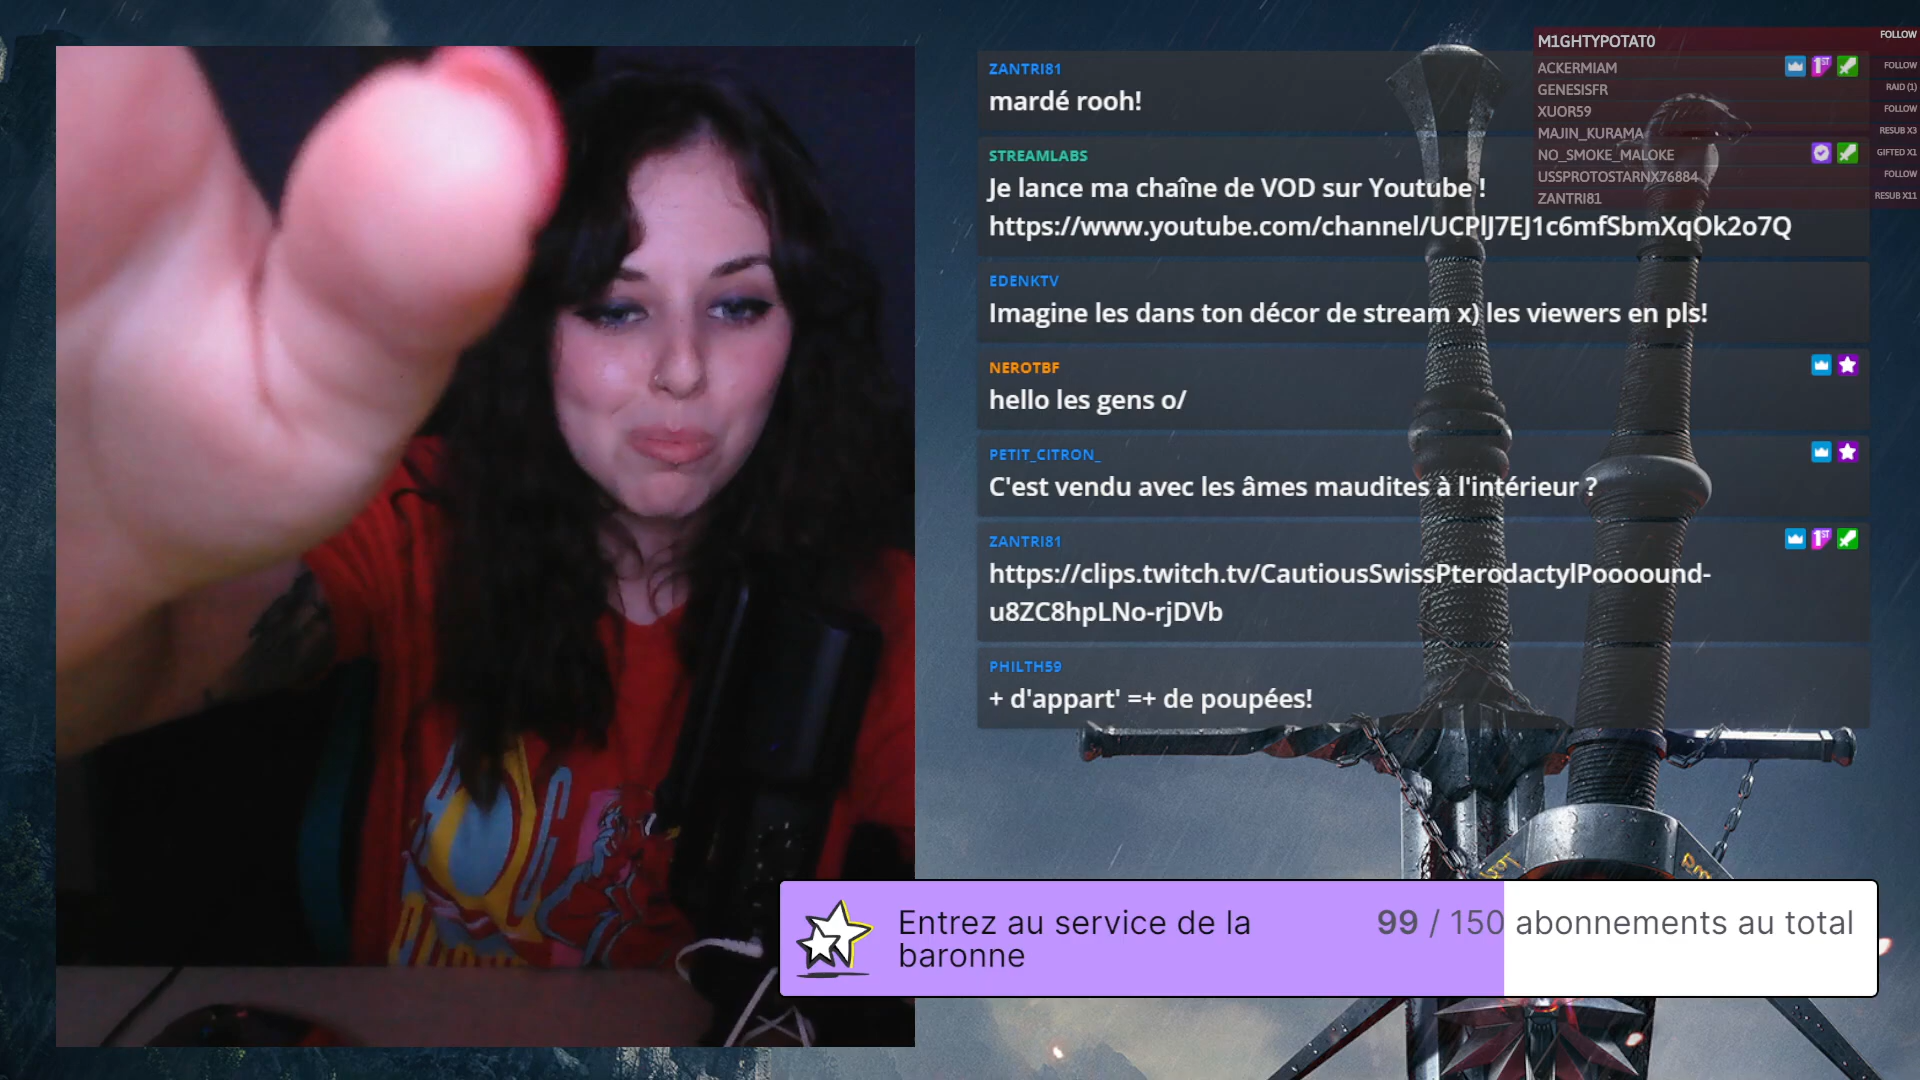 ZANTRI81
mardé rooh!
STREAMLABS
Je lance ma chaîne de VOD sur Youtube !
https://www.youtube.com/channel/UCPlJ7EJ1c6mfSbmXqOk2o7Q
EDENKTV
Imagine les dans ton décor de stream x) les viewers en pls!
NEROTBF
hello les gens o/
PETIT_CITRON_
C'est vendu avec les âmes maudites à l'intérieur ?
ZANTRI81
https://clips.twitch.tv/CautiousSwissPterodactylPoooound-
u8ZC8hpLNo-rjDVb
PHILTH59
+ d'appart' =+ de poupées!
M1GHTYPOTAT0 FOLLOW
ACKERMIAM FOLLOW
GENESISFR RAID (1)
XUOR59 FOLLOW
MAJIN_KURAMA RESUB X3
NO_SMOKE_MALOKE GIFTED X1
USSPROTOSTARNX76884 FOLLOW
ZANTRI81 RESUB X11
Entrez au service de la
baronne
99 / 150 abonnements au total